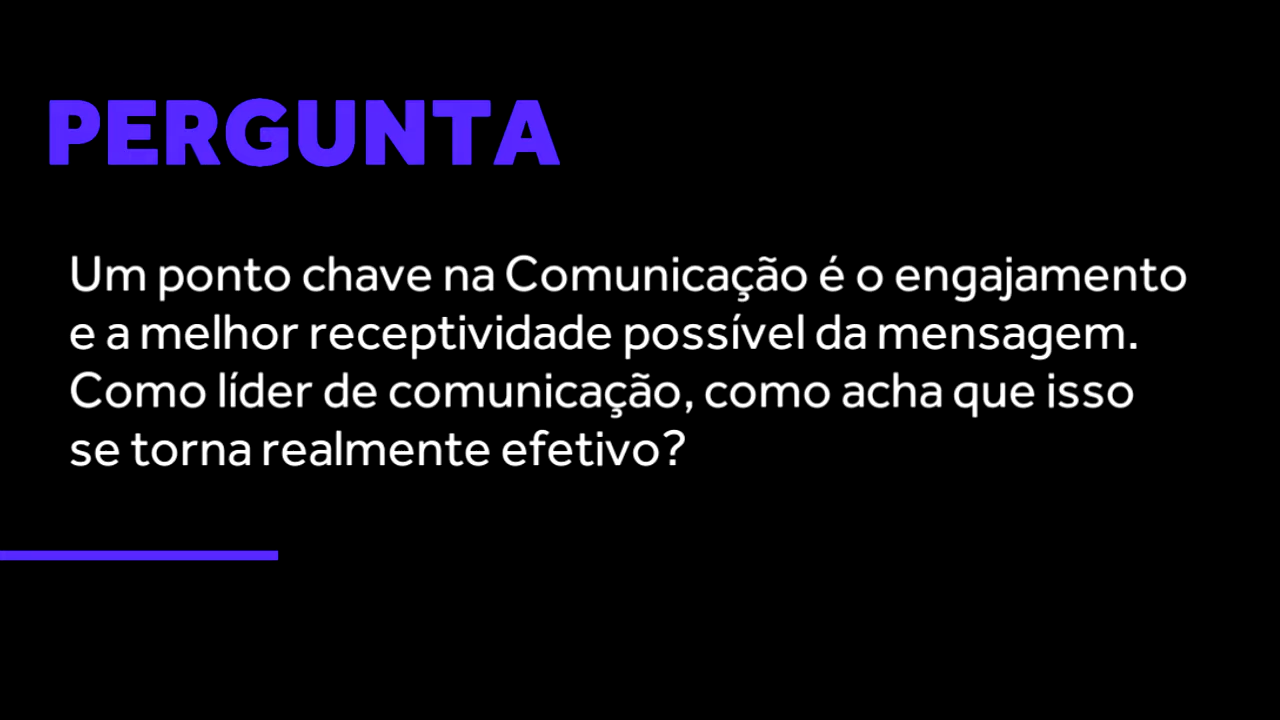 PERGUNTA
Um ponto chave na Comunicação é o engajamento
e a melhor receptividade possível da mensagem.
Como líder de comunicação, como acha que isso
se torna realmente efetivo?